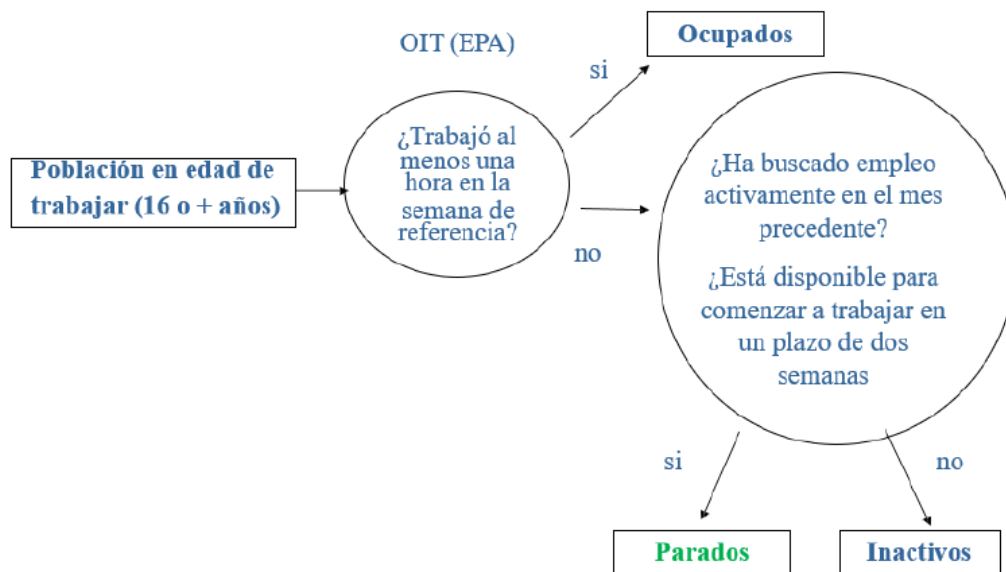 OIT (EPA)
Ocupados
si
¿Trabajó al
menos una
hora en la
semana de
referencia?
Población en edad de
trabajar (16 o + años)
no
¿Ha buscado empleo
activamente en el mes
precedente?
¿Está disponible para
comenzar a trabajar en
un plazo de dos
semanas
si
no
Parados
Inactivos